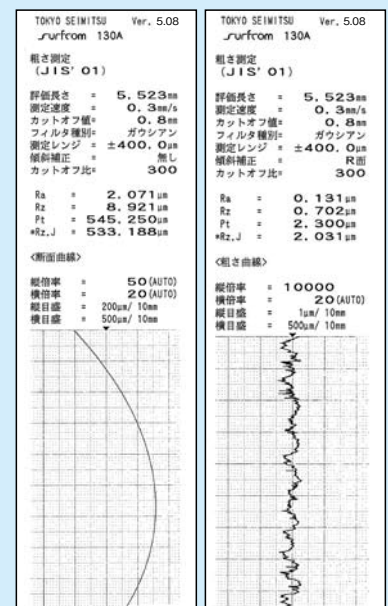 TOKYO SEIMITSU Ver. 5.08
surfrom 130A
粗さ測定
(JIS' 01)
評価長さ = 5. 523mm
測定速度 = 0. 3mm/s
カットオフ値= 0. 8mm
フィルタ種別= ガウシアン
測定レンジ = ±400. 0μm
傾斜補正 = 無し
カットオフ比= 300
Ra = 2. 071μm
Rz = 8. 921μm
Pt = 545. 250μm
*Rz.J = 533. 188μm
〈断面曲線〉
縦倍率 = 50(AUTO)
横倍率 = 20(AUTO)
縦目盛 = 200μm/ 10mm
横目盛 = 500μm/ 10mm
TOKYO SEIMITSU Ver. 5.08
surfrom 130A
粗さ測定
(JIS' 01)
評価長さ = 5. 523mm
測定速度 = 0. 3mm/s
カットオフ値= 0. 8mm
フィルタ種別= ガウシアン
測定レンジ = ±400. 0μm
傾斜補正 = R面
カットオフ比= 300
Ra = 0. 131μm
Rz = 0. 702μm
Pt = 2. 300μm
*Rz.J = 2. 031μm
〈粗さ曲線〉
縦倍率 = 10000
横倍率 = 20(AUTO)
縦目盛 = 1μm/ 10mm
横目盛 = 500μm/ 10mm